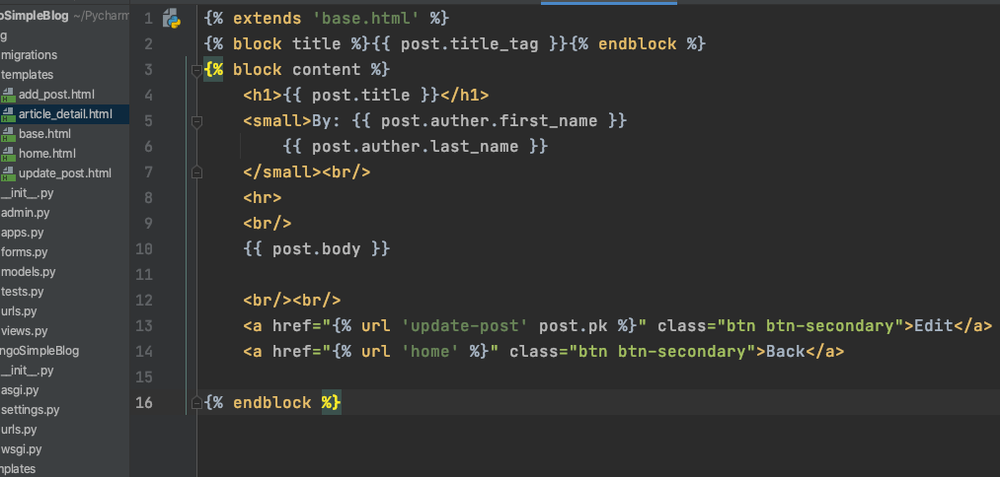 goSimpleBlog ~/Pycharm
g
migrations
templates
add_post.html
article_detail.html
base.html
home.html
update_post.html
__init__.py
admin.py
apps.py
forms.py
models.py
tests.py
urls.py
views.py
ngoSimpleBlog
__init__.py
asgi.py
settings.py
urls.py
wsgi.py
mplates
1 {% extends 'base.html' %}
2 {% block title %}{{ post.title_tag }}{% endblock %}
3 {% block content %}
4 <h1>{{ post.title }}</h1>
5 <small>By: {{ post.auther.first_name }}
6 {{ post.auther.last_name }}
7 </small><br/>
8 <hr>
9 <br/>
10 {{ post.body }}
11
12 <br/><br/>
13 <a href="{% url 'update-post' post.pk %}" class="btn btn-secondary">Edit</a>
14 <a href="{% url 'home' %}" class="btn btn-secondary">Back</a>
15
16 {% endblock %}